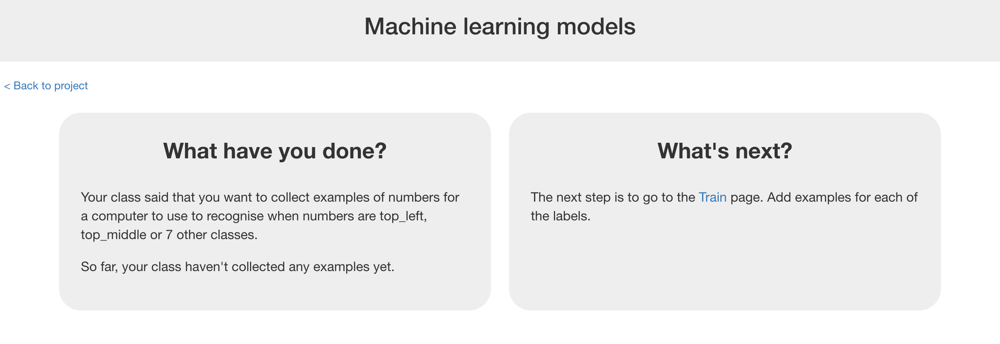 Machine learning models
< Back to project
What have you done?
Your class said that you want to collect examples of numbers for
a computer to use to recognise when numbers are top_left,
top_middle or 7 other classes.
So far, your class haven't collected any examples yet.
What's next?
The next step is to go to the Train page. Add examples for each of
the labels.